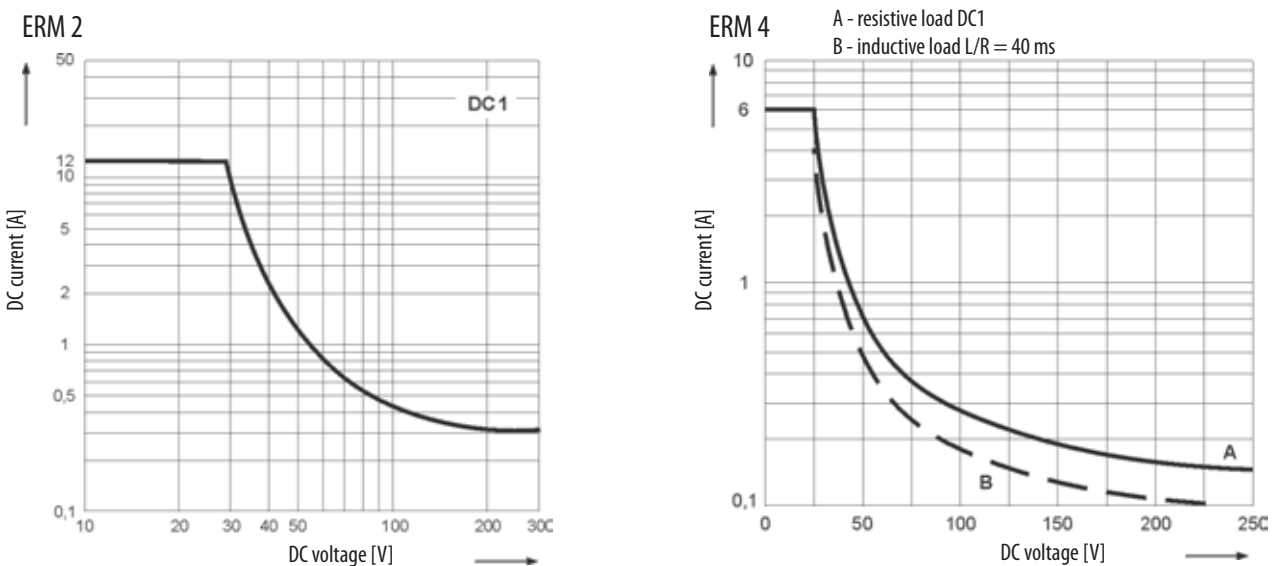 ERM 2
50
DC1
12
10
5
2
1
0,5
0,1
DC current [A]
10 20 30 40 50 100 200 300
DC voltage [V]
ERM 4
A - resistive load DC1
B - inductive load L/R = 40 ms
10
6
1
0,1
DC current [A]
A
B
0 50 100 150 200 250
DC voltage [V]